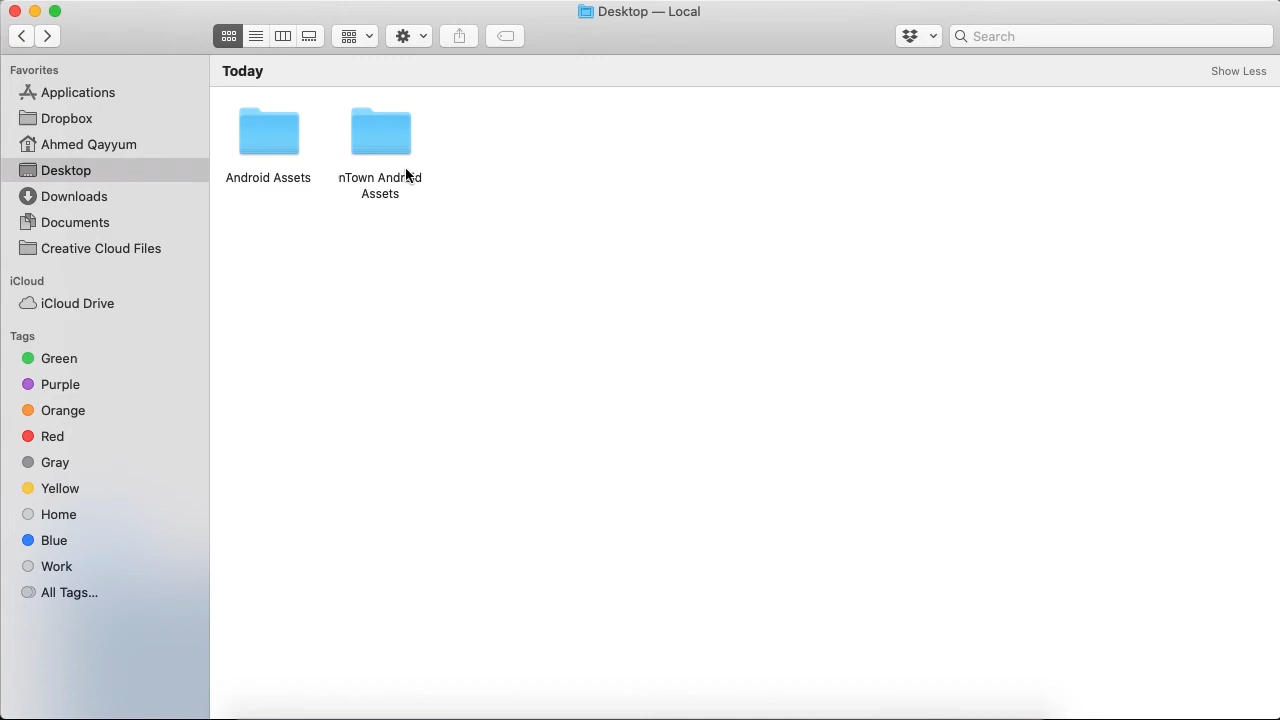 Desktop — Local
Search
Favorites
Applications
Dropbox
Ahmed Qayyum
Desktop
Downloads
Documents
Creative Cloud Files
iCloud
iCloud Drive
Tags
Green
Purple
Orange
Red
Gray
Yellow
Home
Blue
Work
All Tags...
Today
Show Less
Android Assets
nTown Android
Assets